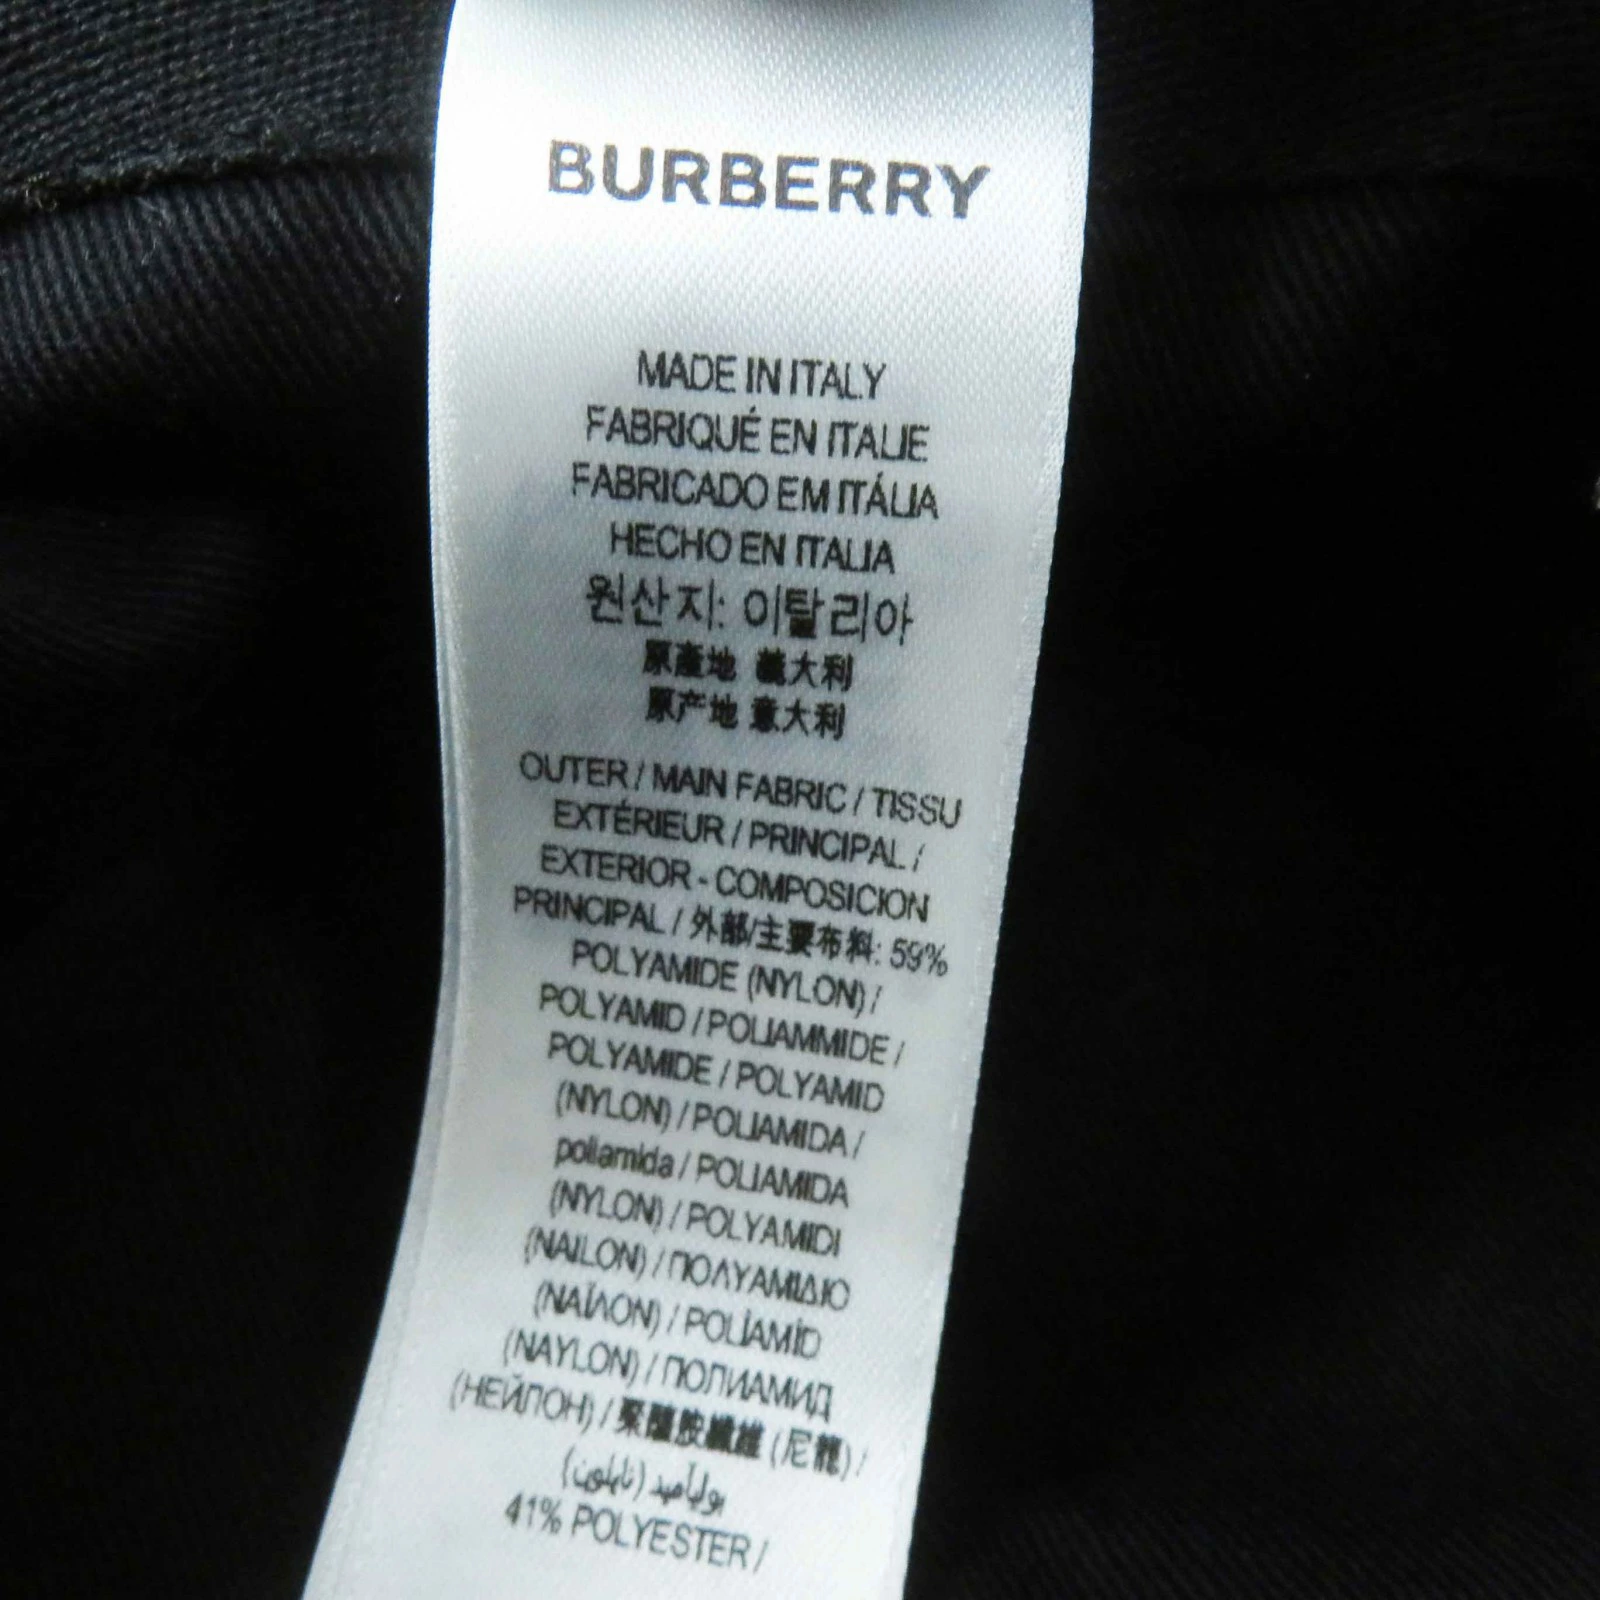 BURBERRY
MADE IN ITALY
FABRIQUÉ EN ITALIE
FABRICADO EM ITÁLIA
HECHO EN ITALIA
원산지: 이탈리아
原產地 義大利
原产地 意大利
OUTER / MAIN FABRIC / TISSU
EXTÉRIEUR / PRINCIPAL /
EXTERIOR - COMPOSICION
PRINCIPAL / 外部/主要布料: 59%
POLYAMIDE (NYLON) /
POLYAMID / POLIAMMIDE /
POLYAMIDE / POLYAMID
(NYLON) / POLIAMIDA /
poliamida / POLIAMIDA
(NYLON) / POLYAMIDI
(NAILON) / ΠΟΛΥΑΜΙΔΙΟ
(ΝΑΪΛΟΝ) / POLİAMİD
(NAYLON) / ПОЛИАМИД
(НЕЙЛОН) / 聚醯胺纖維 (尼龍) /
بوليآميد (نايلون)
41% POLYESTER /